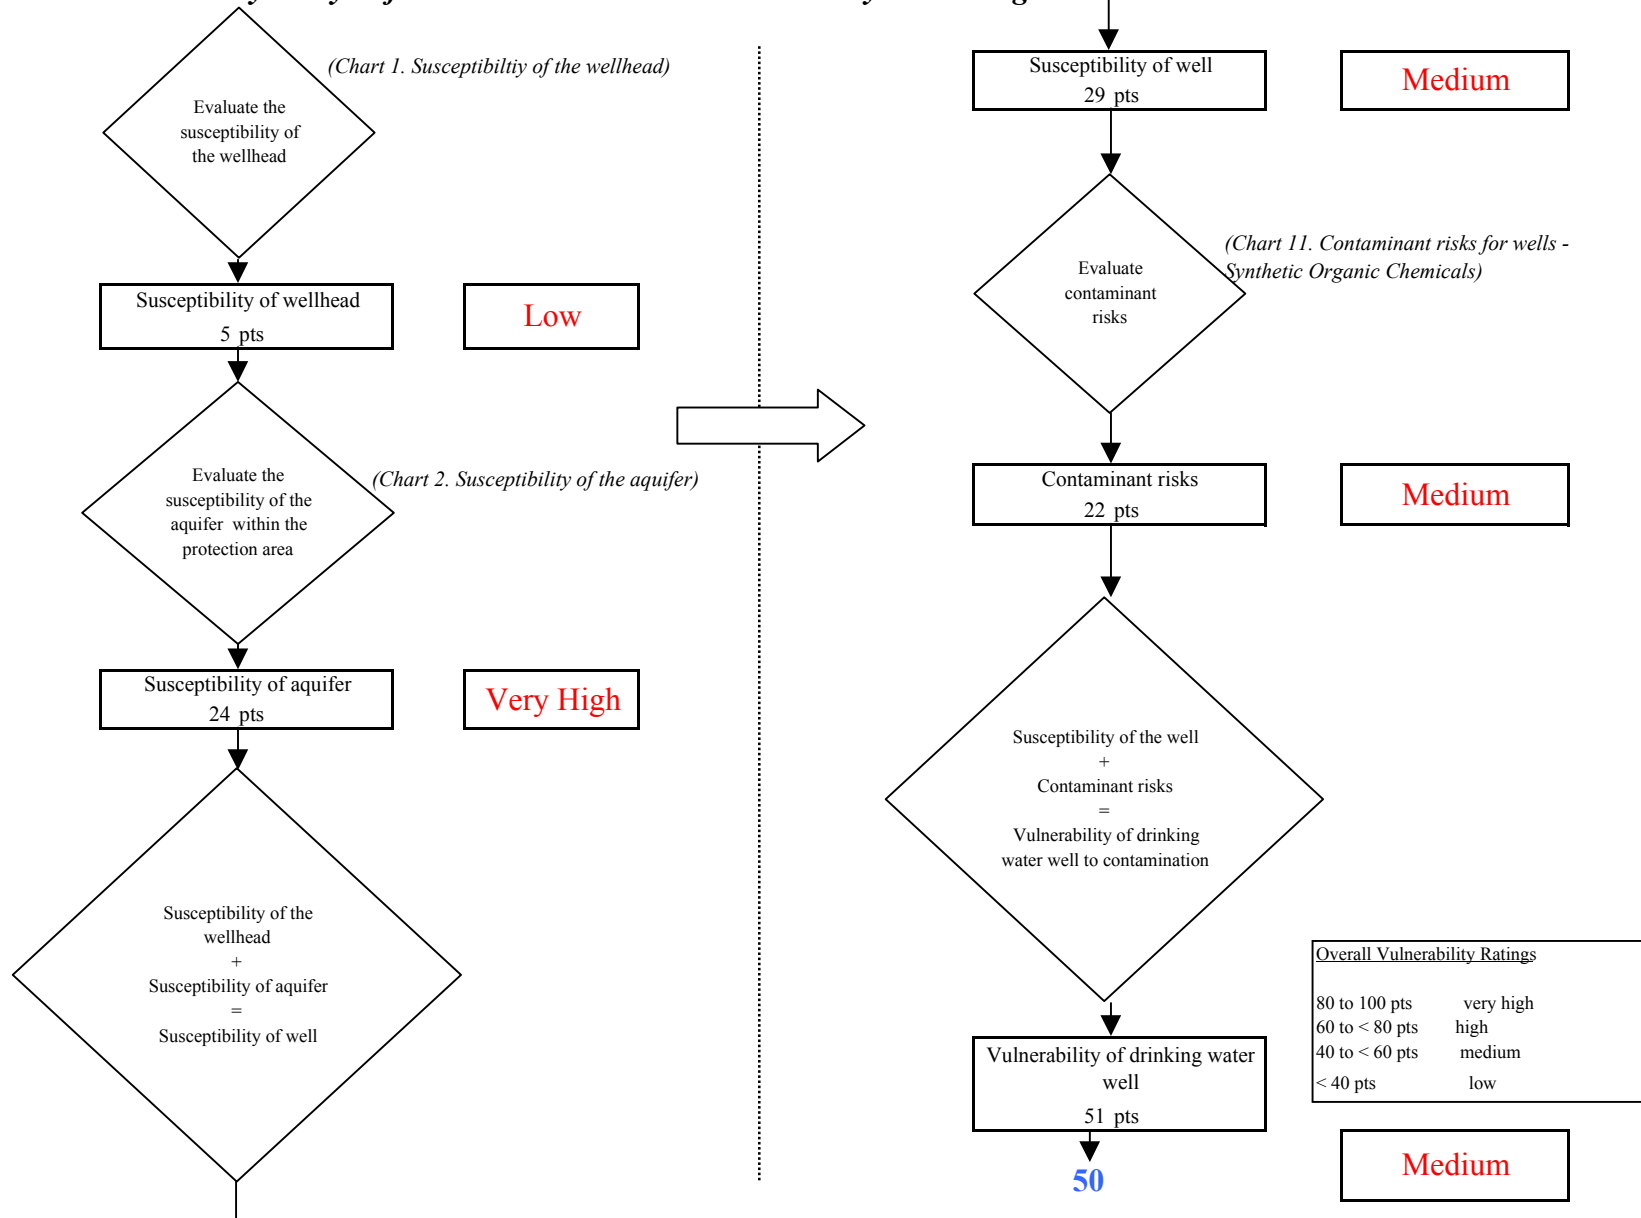 (Chart 1. Susceptibiltiy of the wellhead)
Evaluate the
susceptibility of
the wellhead
Susceptibility of wellhead
5 pts
Low
Evaluate the
susceptibility of the
aquifer within the
protection area
(Chart 2. Susceptibility of the aquifer)
Susceptibility of aquifer
24 pts
Very High
Susceptibility of the
wellhead
+
Susceptibility of aquifer
=
Susceptibility of well
Susceptibility of well
29 pts
Medium
Evaluate
contaminant
risks
(Chart 11. Contaminant risks for wells -
Synthetic Organic Chemicals)
Contaminant risks
22 pts
Medium
Susceptibility of the well
+
Contaminant risks
=
Vulnerability of drinking
water well to contamination
Vulnerability of drinking water
well
51 pts
50
Overall Vulnerability Ratings
80 to 100 pts very high
60 to < 80 pts high
40 to < 60 pts medium
< 40 pts low
Medium